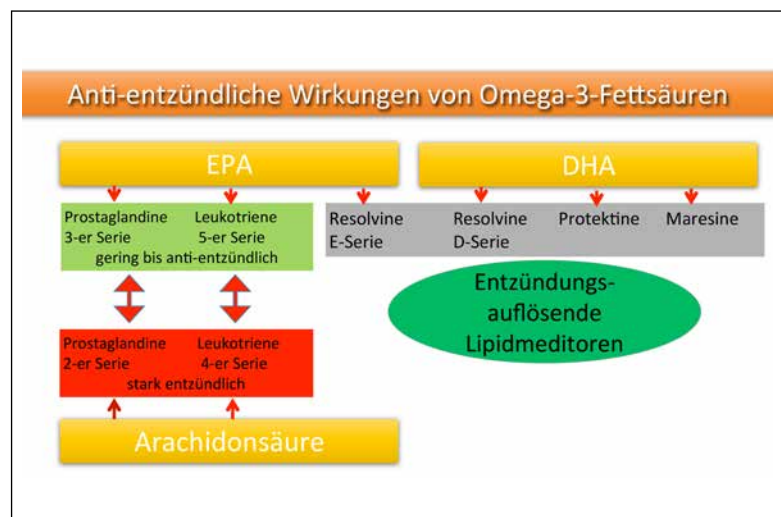 Anti-entzündliche Wirkungen von Omega-3-Fettsäuren
EPA
DHA
Prostaglandine Leukotriene
3-er Serie 5-er Serie
gering bis anti-entzündlich
Resolvine Resolvine Protektine Maresine
E-Serie D-Serie
Entzündungs-
auflösende
Lipidmeditoren
Prostaglandine Leukotriene
2-er Serie 4-er Serie
stark entzündlich
Arachidonsäure